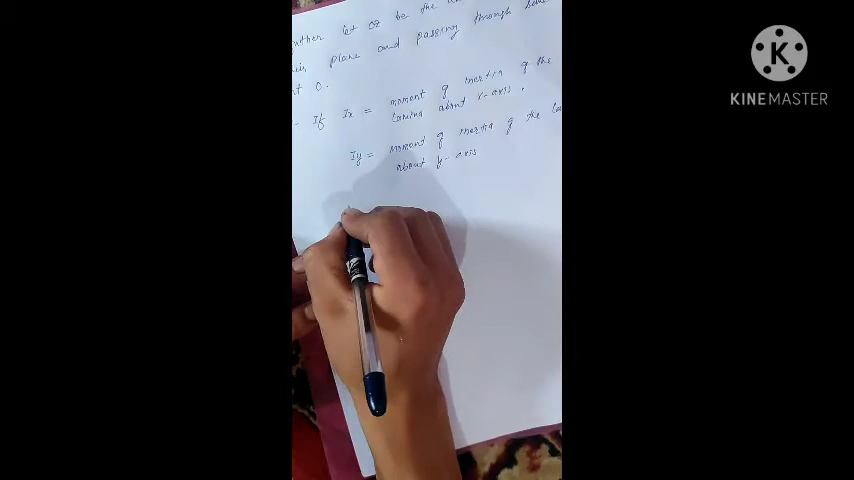 let oz be the
plane and passing through
O.
- If Ix = moment of inertia of the
lamina about x-axis.
Iy = moment of inertia of the
about y-axis
KINEMASTER